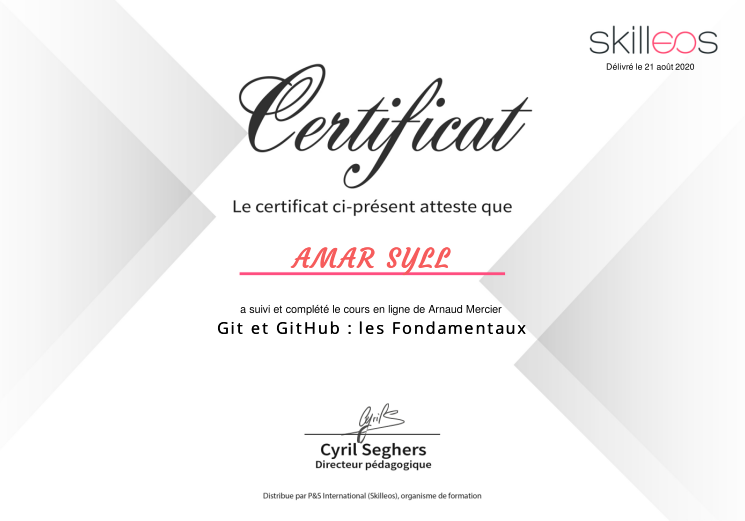 skilleos
Délivré le 21 août 2020
Certificat
Le certificat ci-présent atteste que
AMAR SYLL
a suivi et complété le cours en ligne de Arnaud Mercier
Git et GitHub : les Fondamentaux
Cyril S
Cyril Seghers
Directeur pédagogique
Distribue par P&S International (Skilleos), organisme de formation